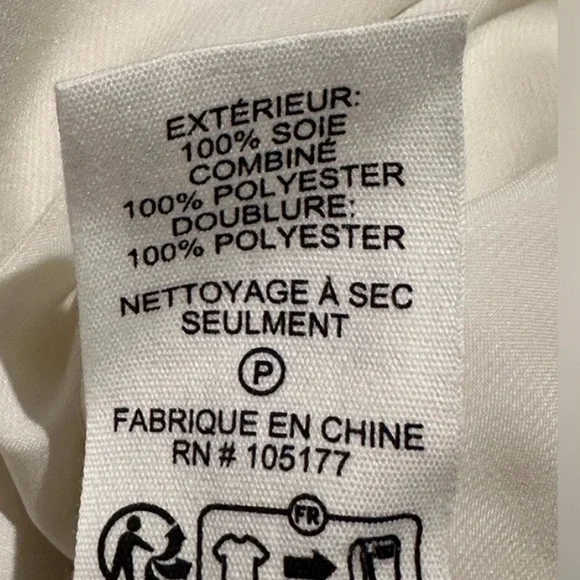 EXTÉRIEUR:
100% SOIE
COMBINÉ
100% POLYESTER
DOUBLURE:
100% POLYESTER
NETTOYAGE À SEC
SEULMENT
P
FABRIQUE EN CHINE
RN # 105177
FR